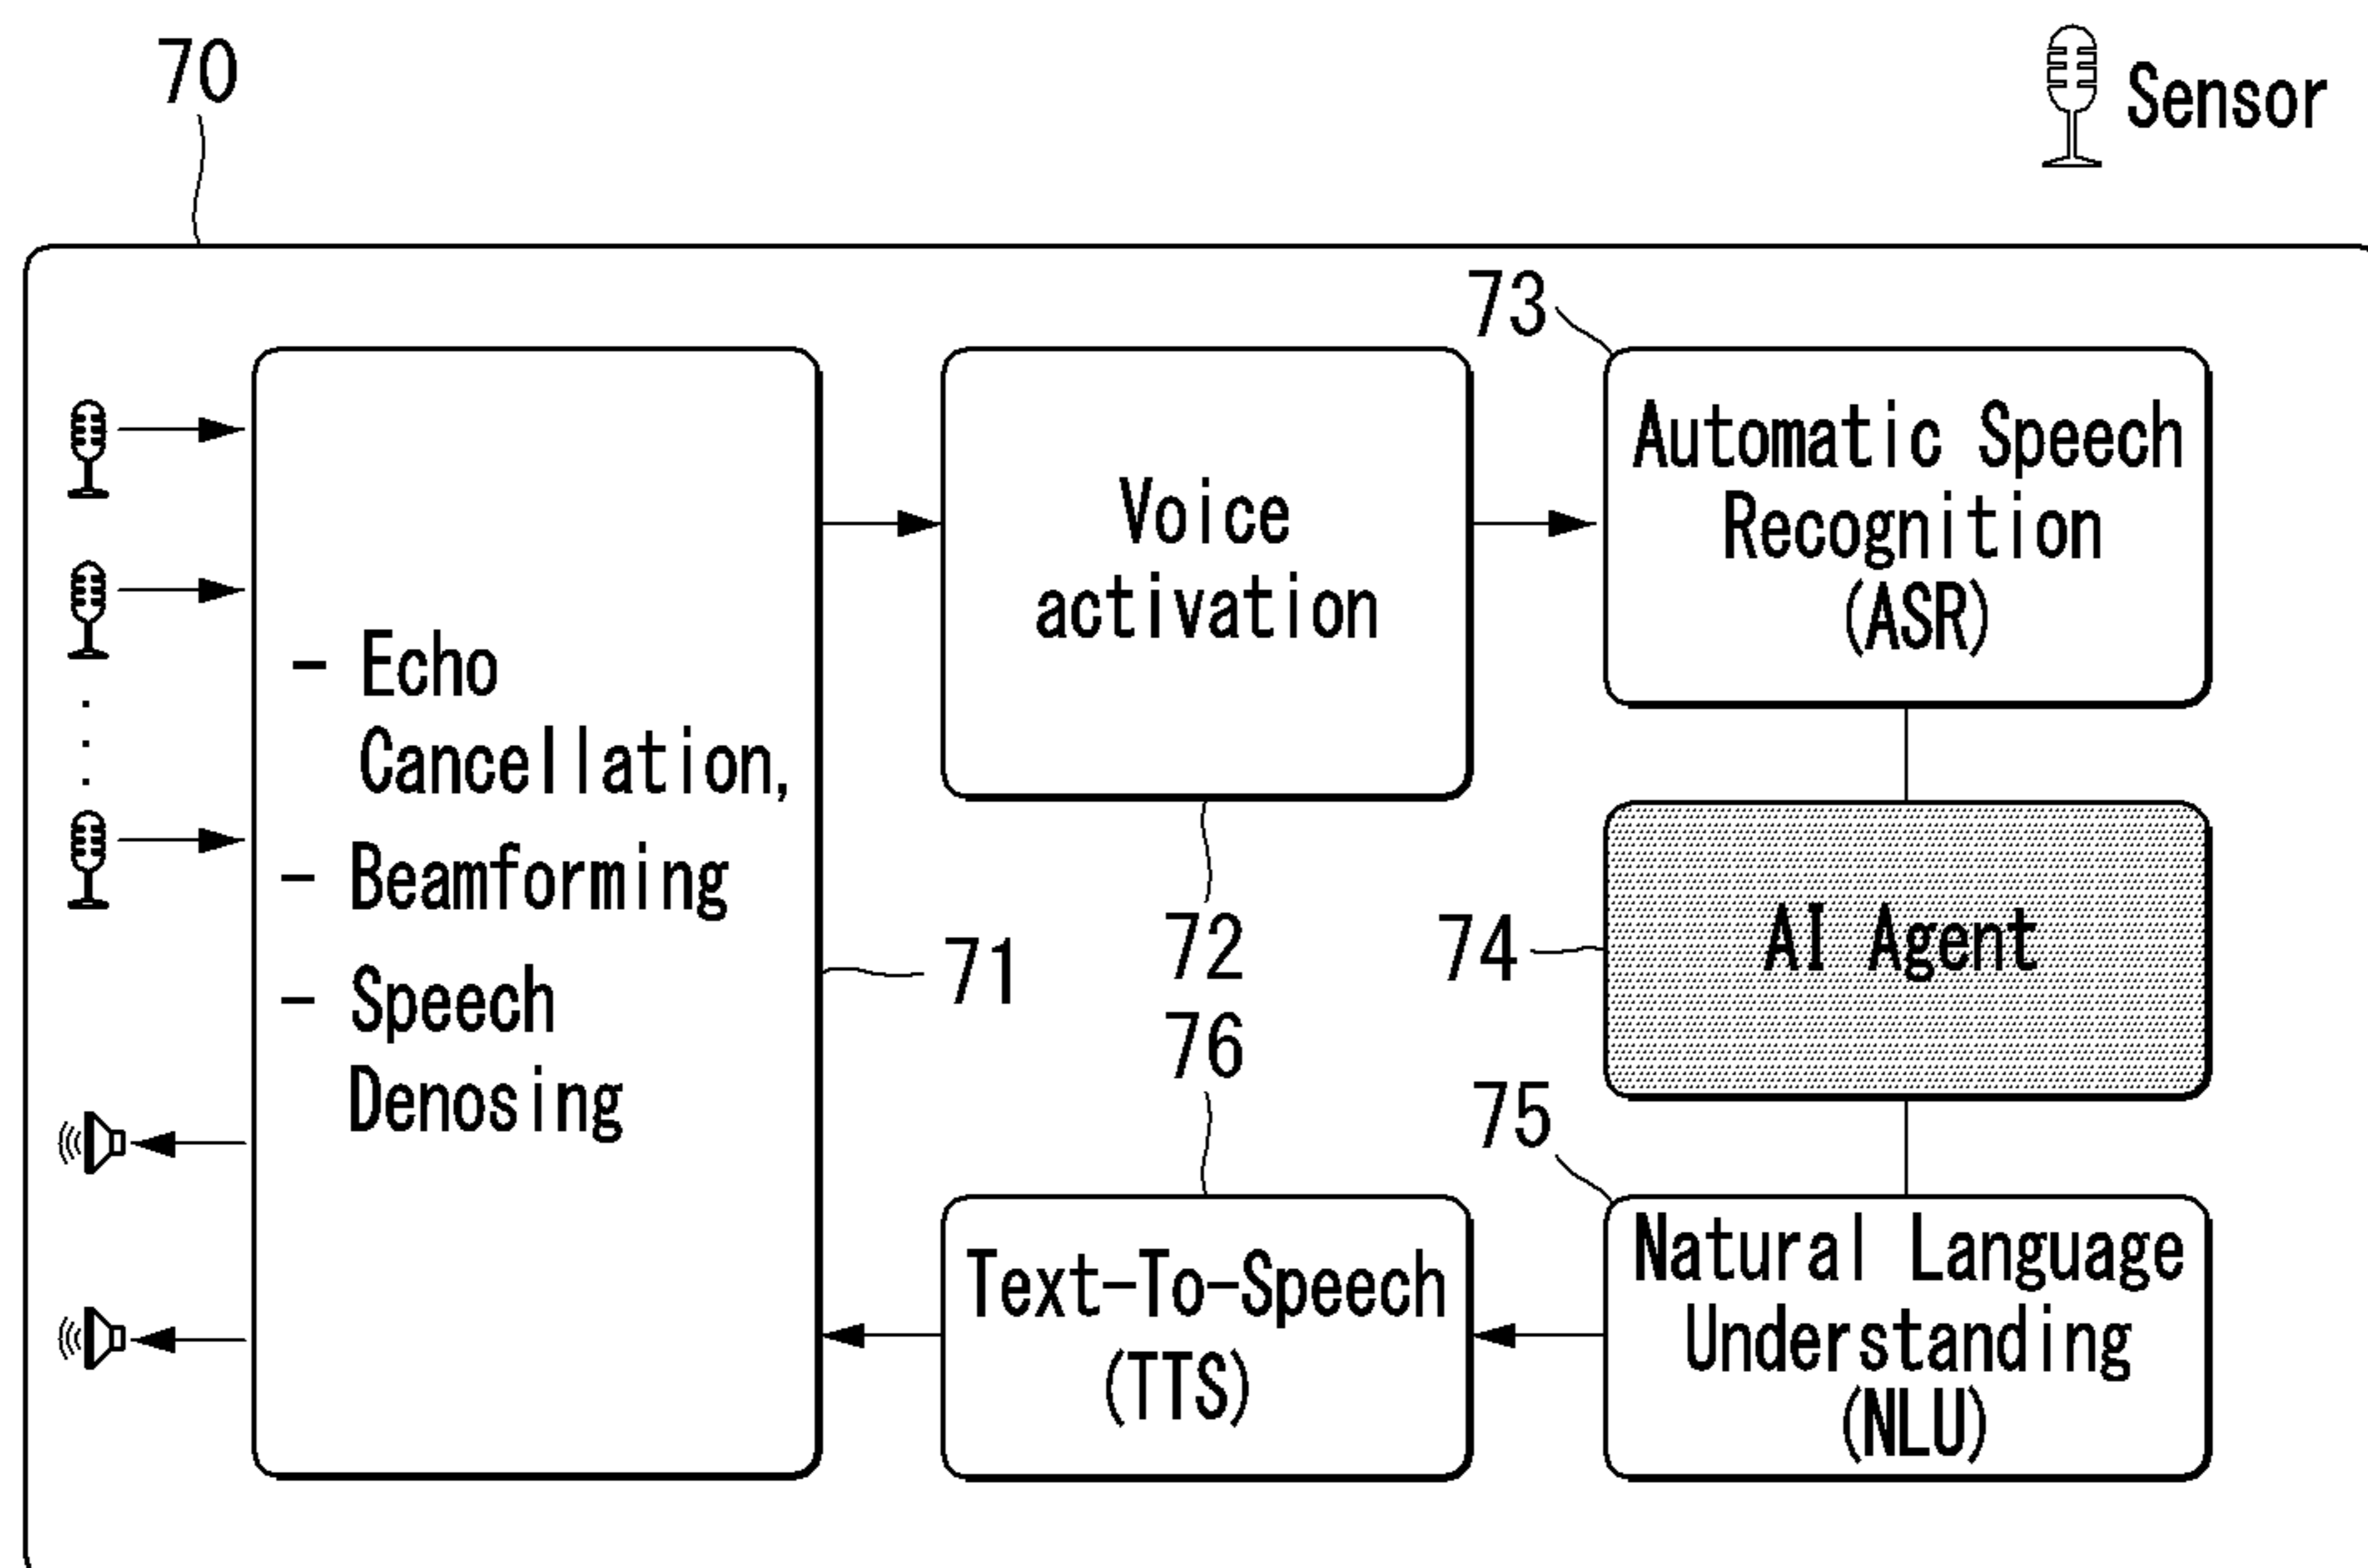 70
Sensor
- Echo
Cancellation,
- Beamforming
- Speech
Denosing
71
Voice
activation
72
73
Automatic Speech
Recognition
(ASR)
74
AI Agent
75
Natural Language
Understanding
(NLU)
76
Text-To-Speech
(TTS)